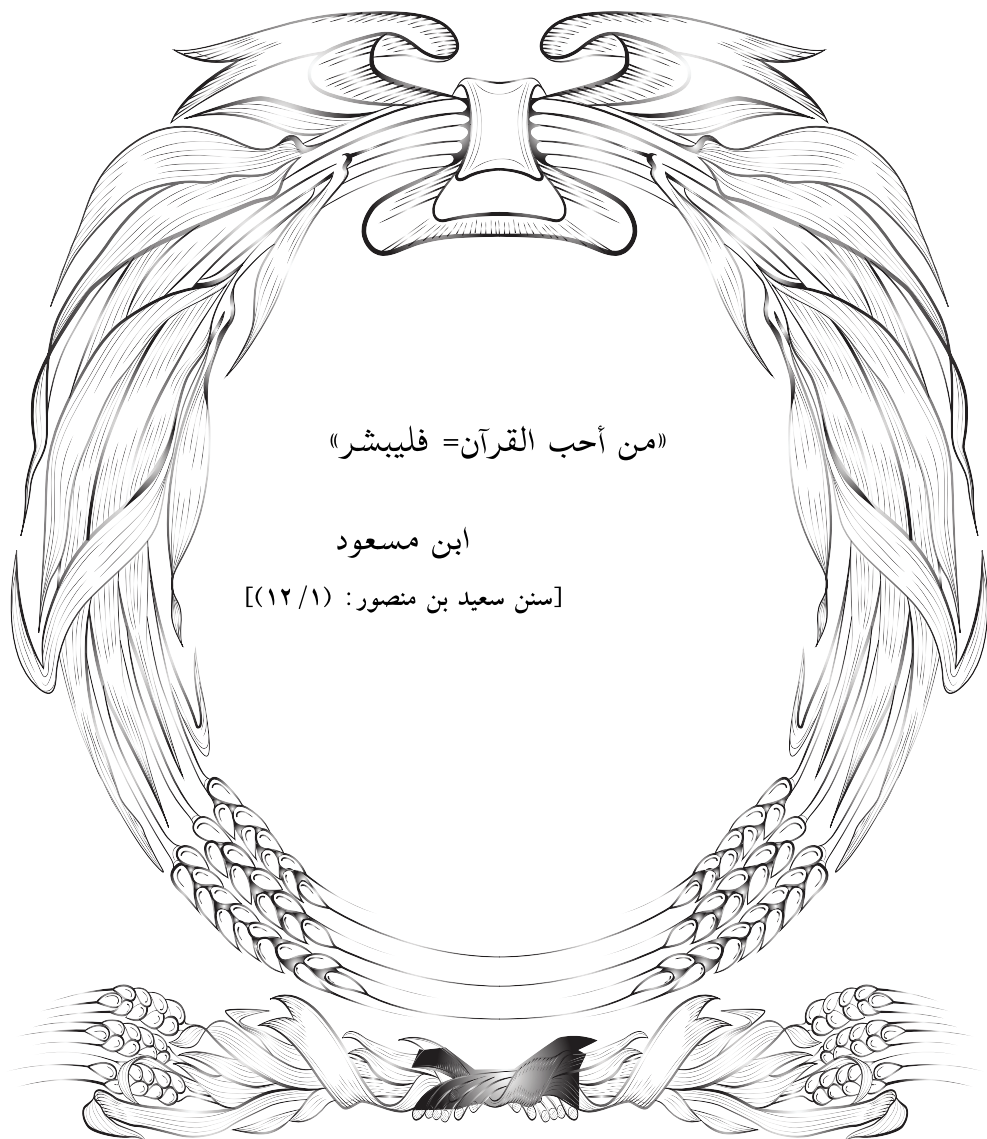 «من أحب القرآن= فليبشر»
ابن مسعود
[سنن سعيد بن منصور: (١/ ١٢)]